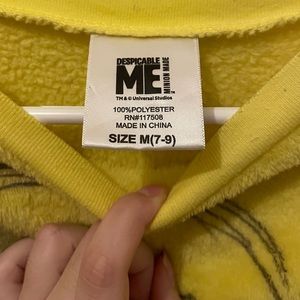 DESPICABLE
ME
MINION MADE
TM & © Universal Studios
100%POLYESTER
RN#117508
MADE IN CHINA
SIZE M(7-9)